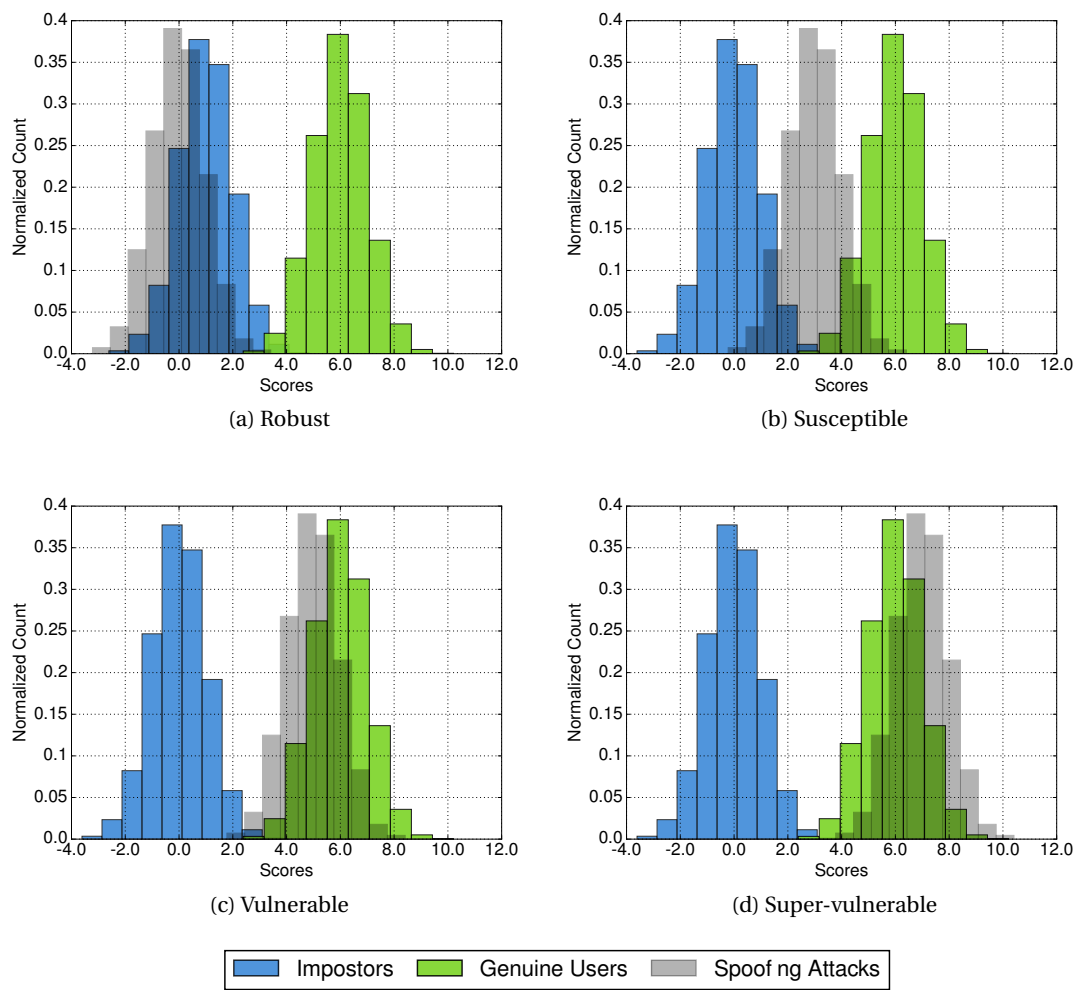 0.4
0.35
0.3
0.25
0.2
0.15
0.1
0.05
0.0
Normalized Count
-4.0 -2.0 0.0 2.0 4.0 6.0 8.0 10.0 12.0
Scores
(a) Robust
0.4
0.35
0.3
0.25
0.2
0.15
0.1
0.05
0.0
Normalized Count
-4.0 -2.0 0.0 2.0 4.0 6.0 8.0 10.0 12.0
Scores
(b) Susceptible
0.4
0.35
0.3
0.25
0.2
0.15
0.1
0.05
0.0
Normalized Count
-4.0 -2.0 0.0 2.0 4.0 6.0 8.0 10.0 12.0
Scores
(c) Vulnerable
0.4
0.35
0.3
0.25
0.2
0.15
0.1
0.05
0.0
Normalized Count
-4.0 -2.0 0.0 2.0 4.0 6.0 8.0 10.0 12.0
Scores
(d) Super-vulnerable
Impostors Genuine Users Spoof ng Attacks